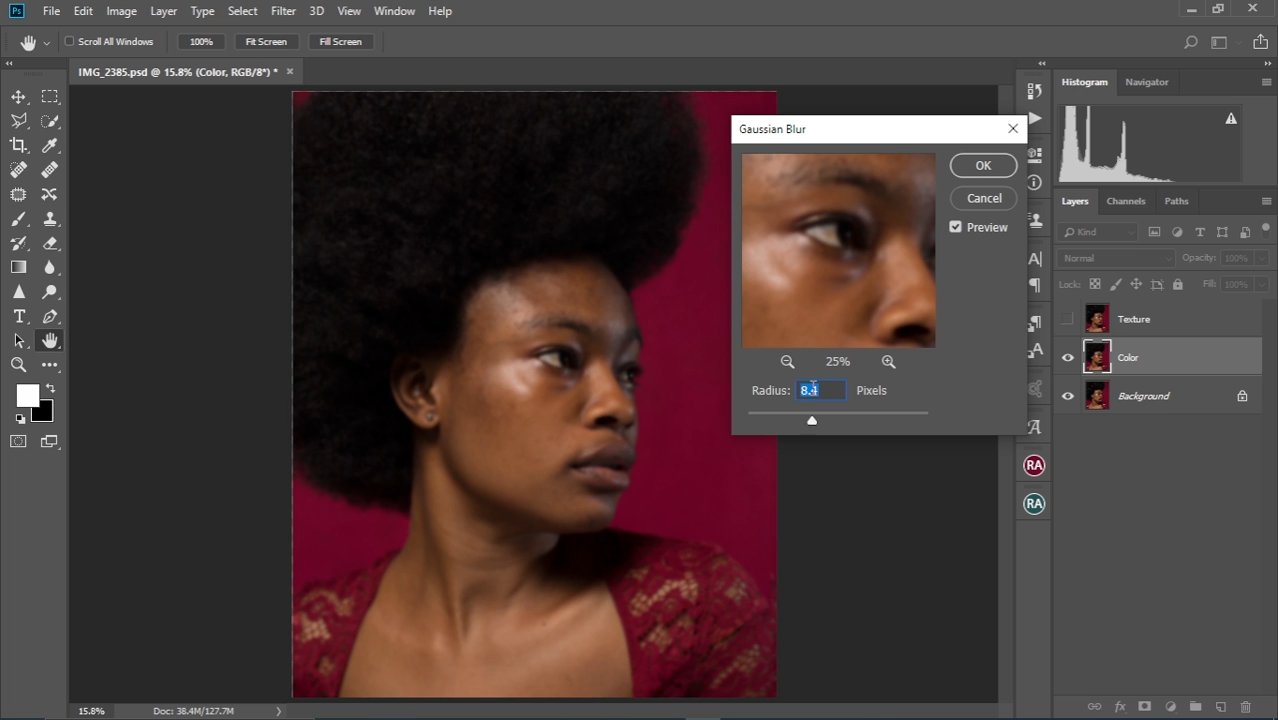 Ps File Edit Image Layer Type Select Filter 3D View Window Help
Scroll All Windows 100% Fit Screen Fill Screen
IMG_2385.psd @ 15.8% (Color, RGB/8*) *
Gaussian Blur
OK
Cancel
Preview
25%
Radius: 8.4 Pixels
Histogram Navigator
Layers Channels Paths
Kind
Normal Opacity: 100%
Lock: Fill: 100%
Texture
Color
Background
RA
RA
15.8% Doc: 38.4M/127.7M